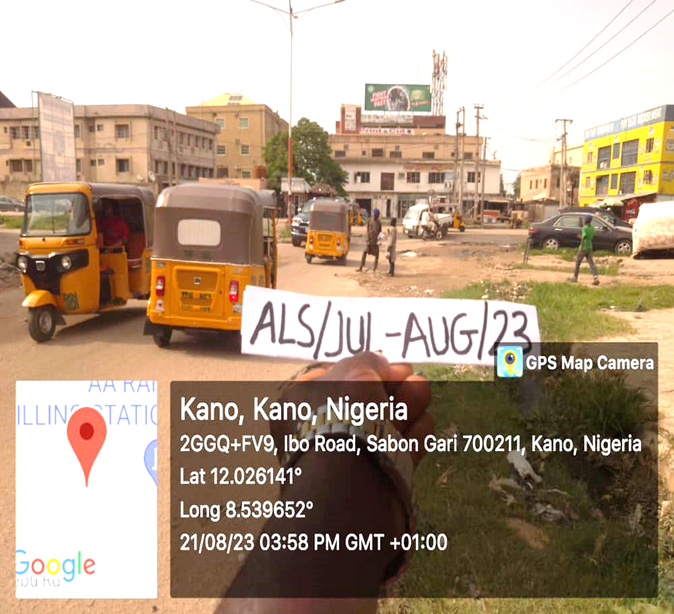 ALS/JUL-AUG/23
GPS Map Camera
AA RA
ILLING STATIO
Google
Kano, Kano, Nigeria
2GGQ+FV9, Ibo Road, Sabon Gari 700211, Kano, Nigeria
Lat 12.026141°
Long 8.539652°
21/08/23 03:58 PM GMT +01:00